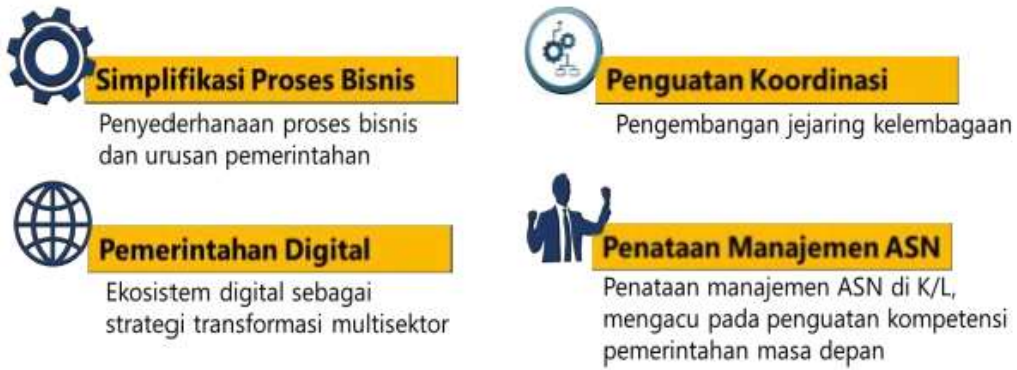 Simplifikasi Proses Bisnis
Penyederhanaan proses bisnis
dan urusan pemerintahan
Penguatan Koordinasi
Pengembangan jejaring kelembagaan
Pemerintahan Digital
Ekosistem digital sebagai
strategi transformasi multisektor
Penataan Manajemen ASN
Penataan manajemen ASN di K/L,
mengacu pada penguatan kompetensi
pemerintahan masa depan